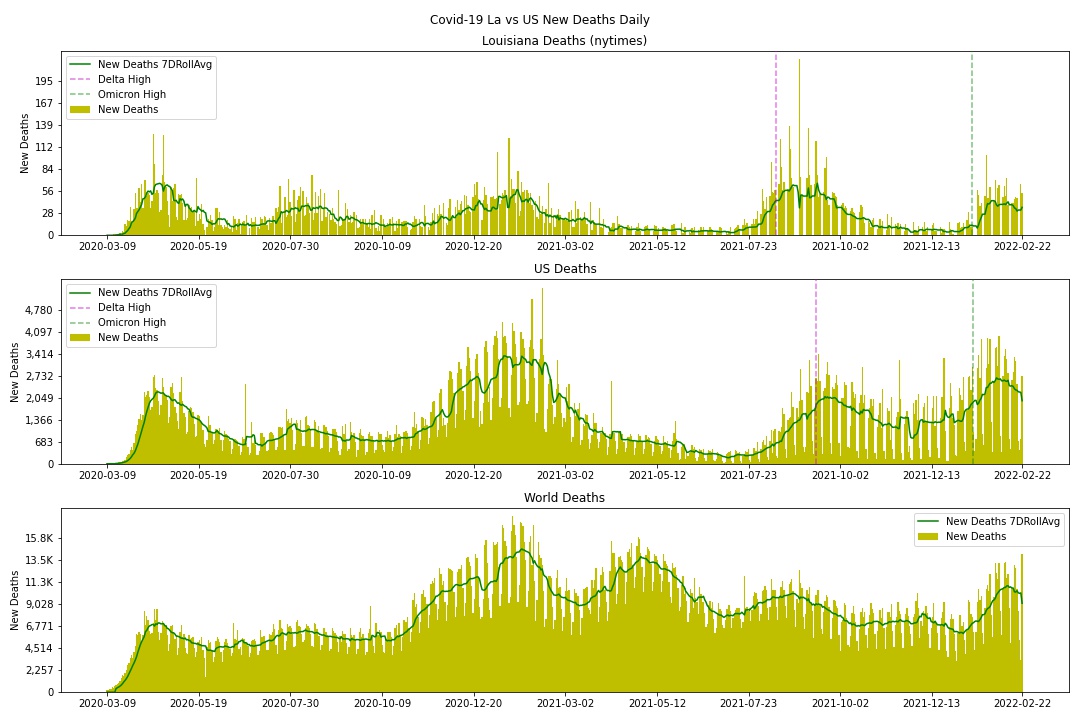 Covid-19 La vs US New Deaths Daily
Louisiana Deaths (nytimes)
New Deaths 7DRollAvg
Delta High
Omicron High
New Deaths
New Deaths
195
167
139
112
84
56
28
0
2020-03-09 2020-05-19 2020-07-30 2020-10-09 2020-12-20 2021-03-02 2021-05-12 2021-07-23 2021-10-02 2021-12-13 2022-02-22
US Deaths
New Deaths 7DRollAvg
Delta High
Omicron High
New Deaths
New Deaths
4,780
4,097
3,414
2,732
2,049
1,366
683
0
2020-03-09 2020-05-19 2020-07-30 2020-10-09 2020-12-20 2021-03-02 2021-05-12 2021-07-23 2021-10-02 2021-12-13 2022-02-22
World Deaths
New Deaths 7DRollAvg
New Deaths
New Deaths
15.8K
13.5K
11.3K
9,028
6,771
4,514
2,257
0
2020-03-09 2020-05-19 2020-07-30 2020-10-09 2020-12-20 2021-03-02 2021-05-12 2021-07-23 2021-10-02 2021-12-13 2022-02-22